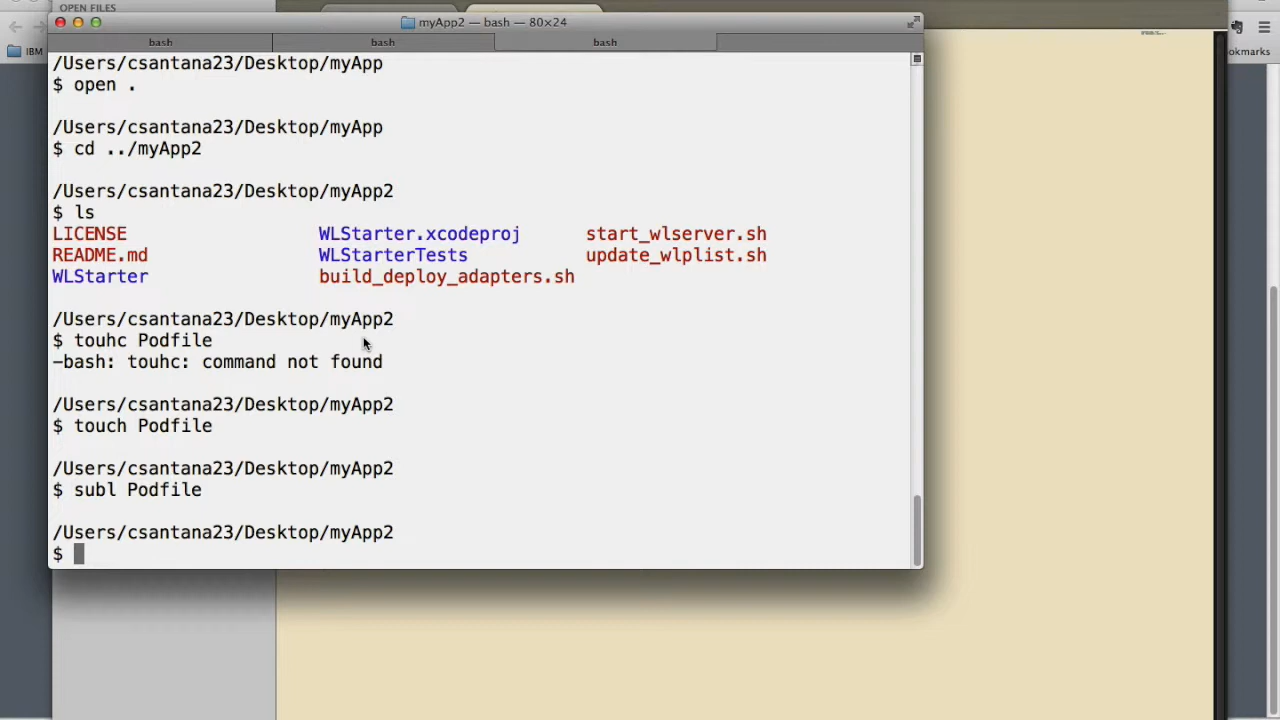 OPEN FILES
myApp2 — bash — 80×24
bash bash bash
IBM
okmarks
/Users/csantana23/Desktop/myApp
$ open .
/Users/csantana23/Desktop/myApp
$ cd ../myApp2
/Users/csantana23/Desktop/myApp2
$ ls
LICENSE WLStarter.xcodeproj start_wlserver.sh
README.md WLStarterTests update_wlplist.sh
WLStarter build_deploy_adapters.sh
/Users/csantana23/Desktop/myApp2
$ touhc Podfile
-bash: touhc: command not found
/Users/csantana23/Desktop/myApp2
$ touch Podfile
/Users/csantana23/Desktop/myApp2
$ subl Podfile
/Users/csantana23/Desktop/myApp2
$